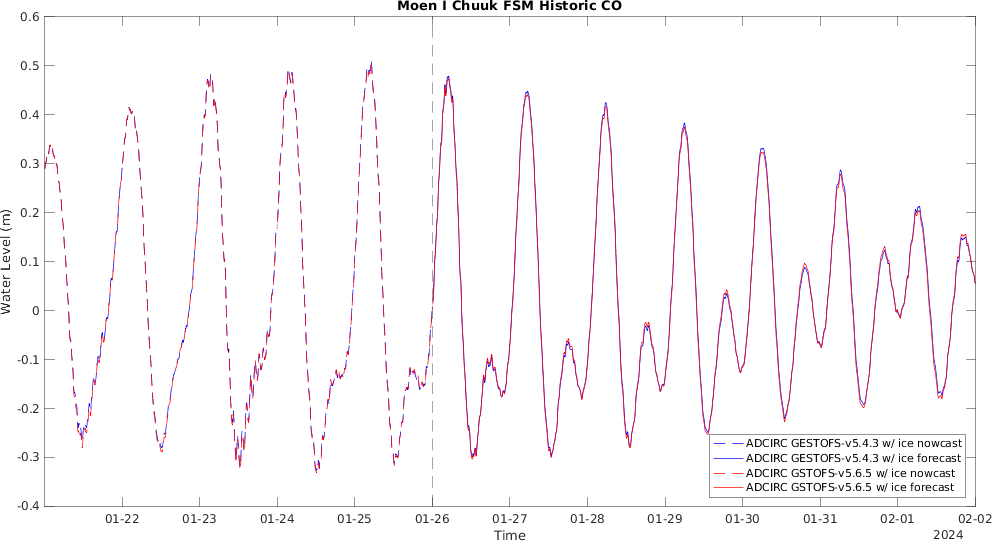 Moen I Chuuk FSM Historic CO
0.6
0.5
0.4
0.3
0.2
0.1
0
-0.1
-0.2
-0.3
-0.4
Water Level (m)
ADCIRC GESTOFS-v5.4.3 w/ ice nowcast
ADCIRC GESTOFS-v5.4.3 w/ ice forecast
ADCIRC GSTOFS-v5.6.5 w/ ice nowcast
ADCIRC GSTOFS-v5.6.5 w/ ice forecast
01-22 01-23 01-24 01-25 01-26 01-27 01-28 01-29 01-30 01-31 02-01 02-02
Time
2024